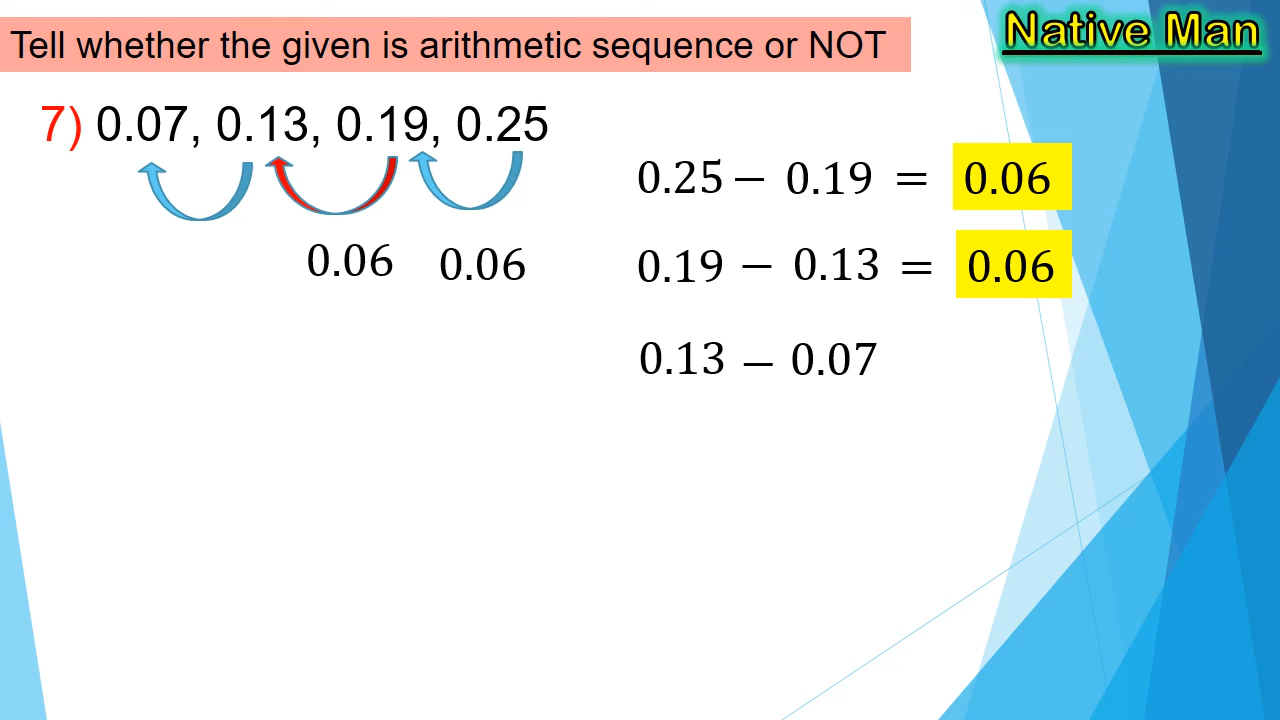 Native Man
Tell whether the given is arithmetic sequence or NOT
7) 0.07, 0.13, 0.19, 0.25
0.25 − 0.19 = 0.06
0.06 0.06
0.19 − 0.13 = 0.06
0.13 − 0.07